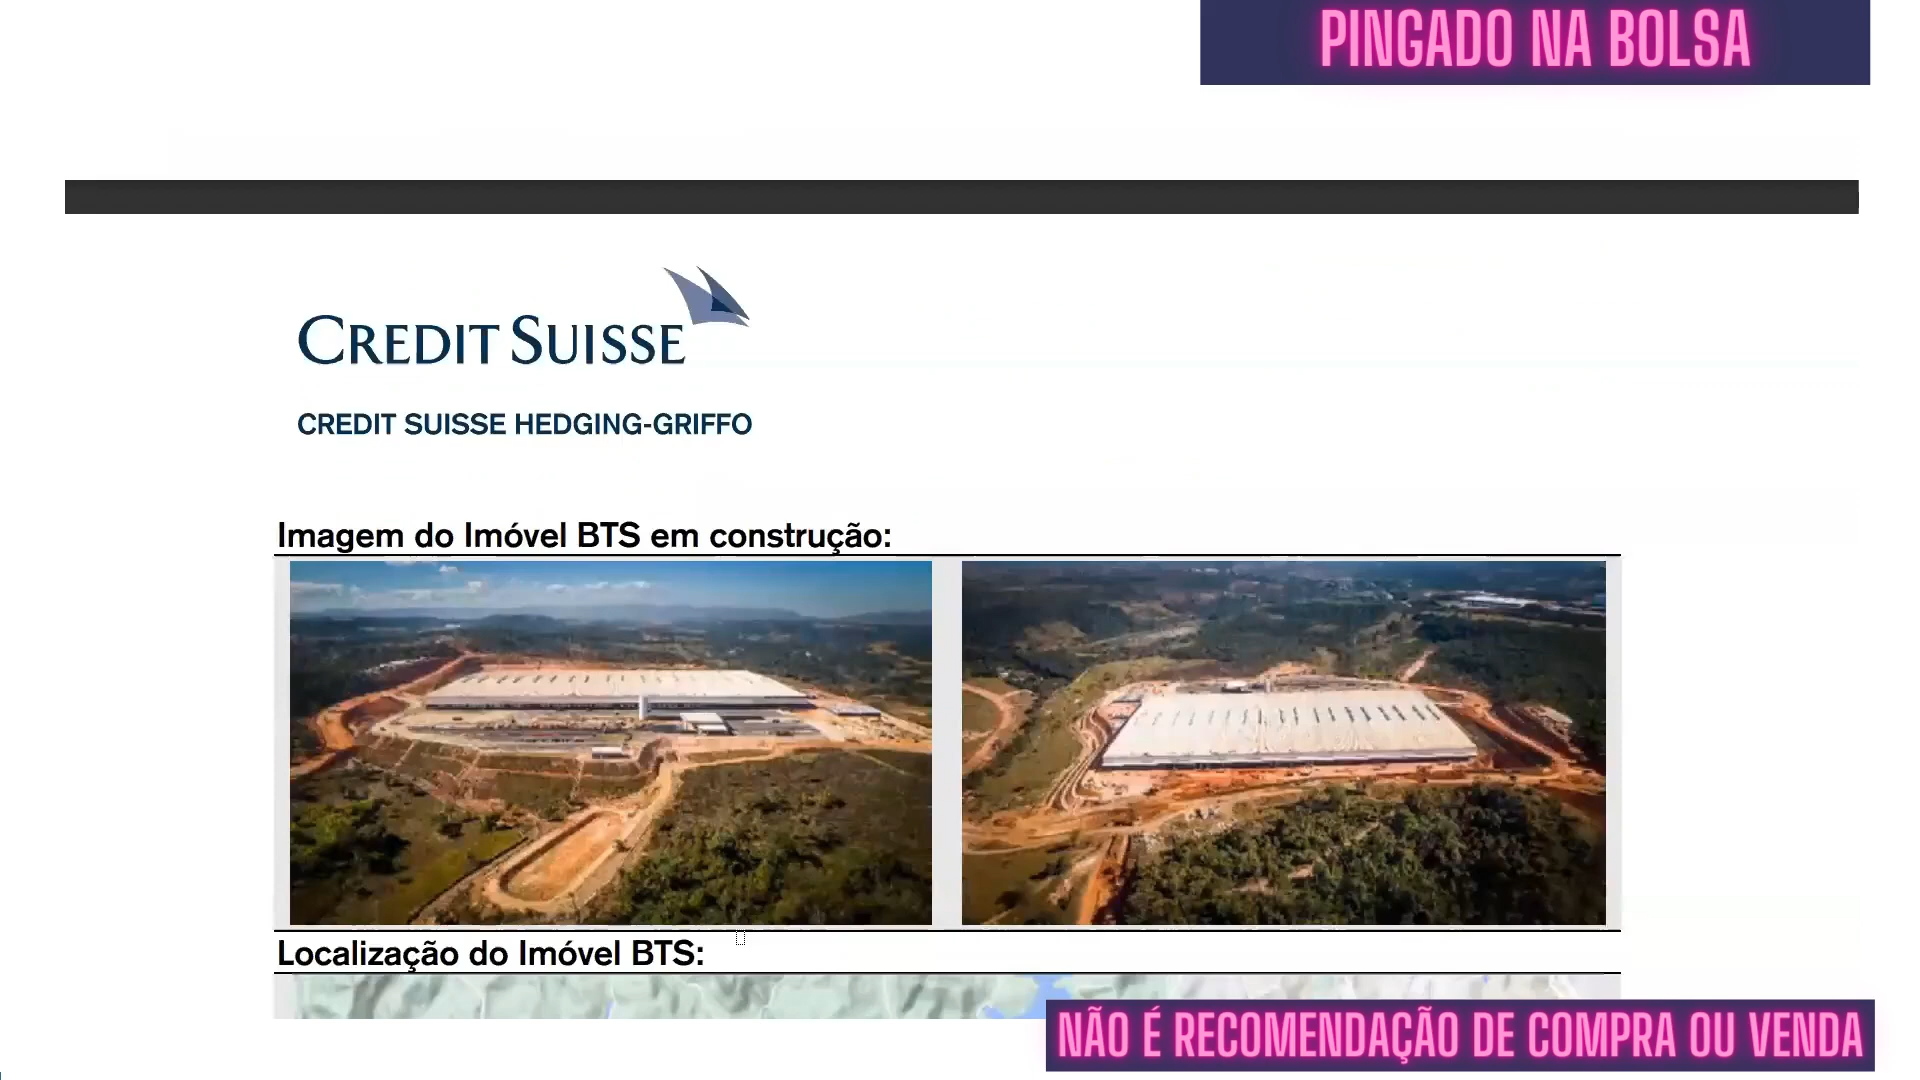 PINGADO NA BOLSA
CREDIT SUISSE
CREDIT SUISSE HEDGING-GRIFFO
Imagem do Imóvel BTS em construção:
Localização do Imóvel BTS:
NÃO É RECOMENDAÇÃO DE COMPRA OU VENDA